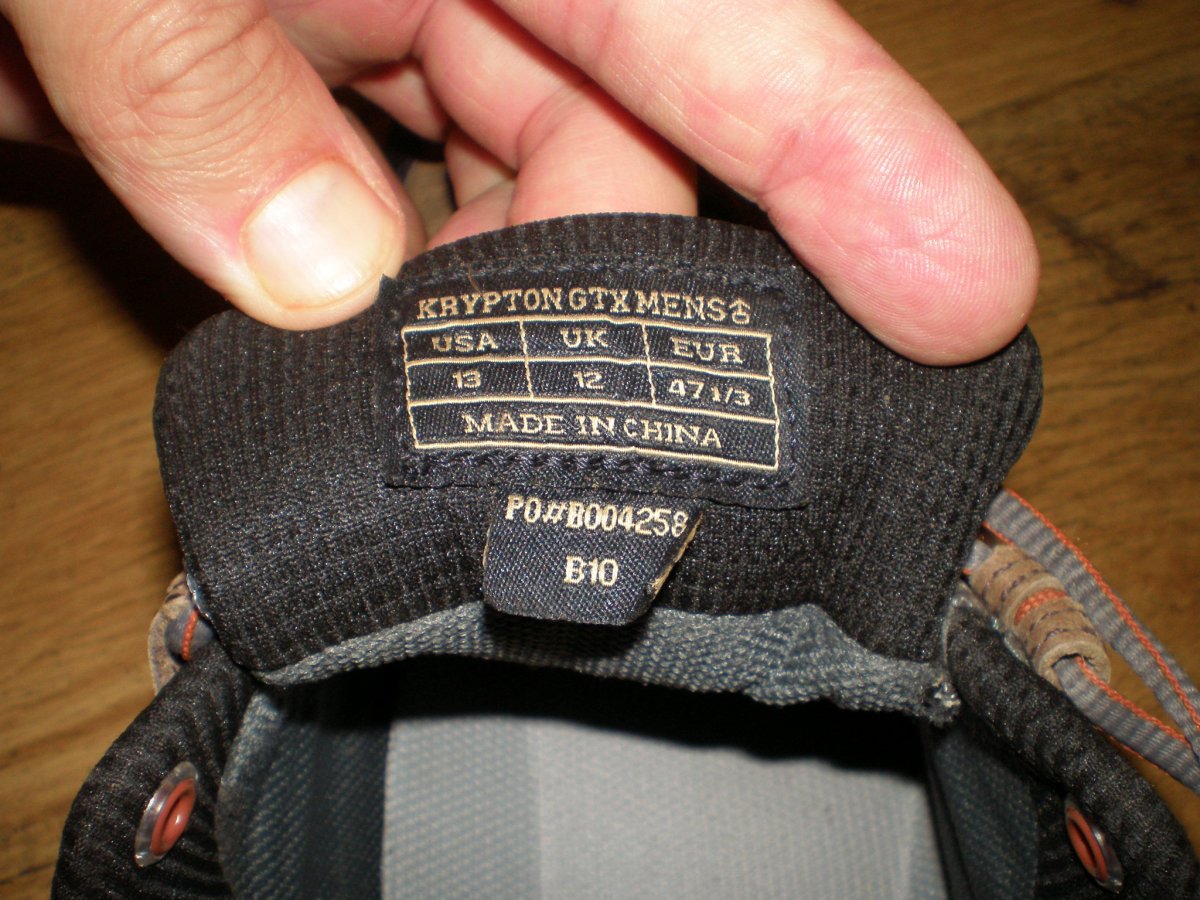 KRYPTON GTX MENS♂
USA UK EUR
13 12 47 1/3
MADE IN CHINA
PO#B004258
B10